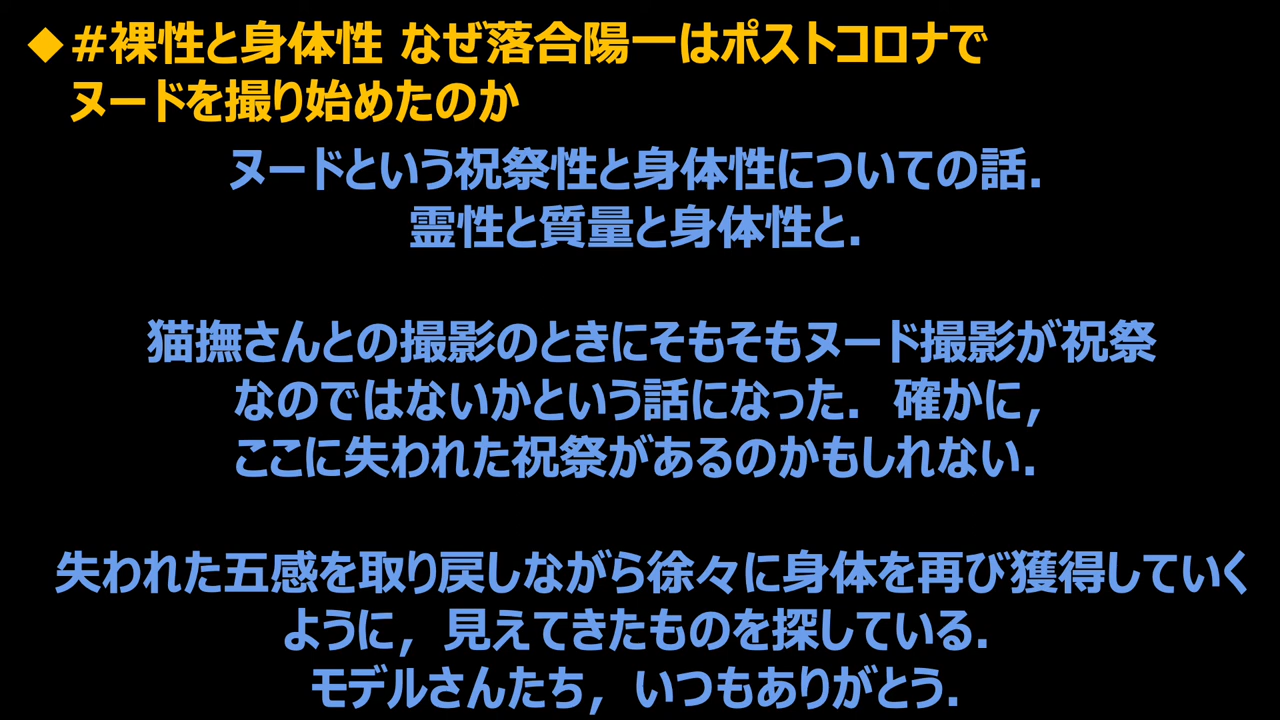 ◆#裸性と身体性 なぜ落合陽一はポストコロナで
ヌードを撮り始めたのか
ヌードという祝祭性と身体性についての話.
霊性と質量と身体性と.
猫撫さんとの撮影のときにそもそもヌード撮影が祝祭
なのではないかという話になった. 確かに,
ここに失われた祝祭があるのかもしれない.
失われた五感を取り戻しながら徐々に身体を再び獲得していく
ように, 見えてきたものを探している.
モデルさんたち, いつもありがとう.